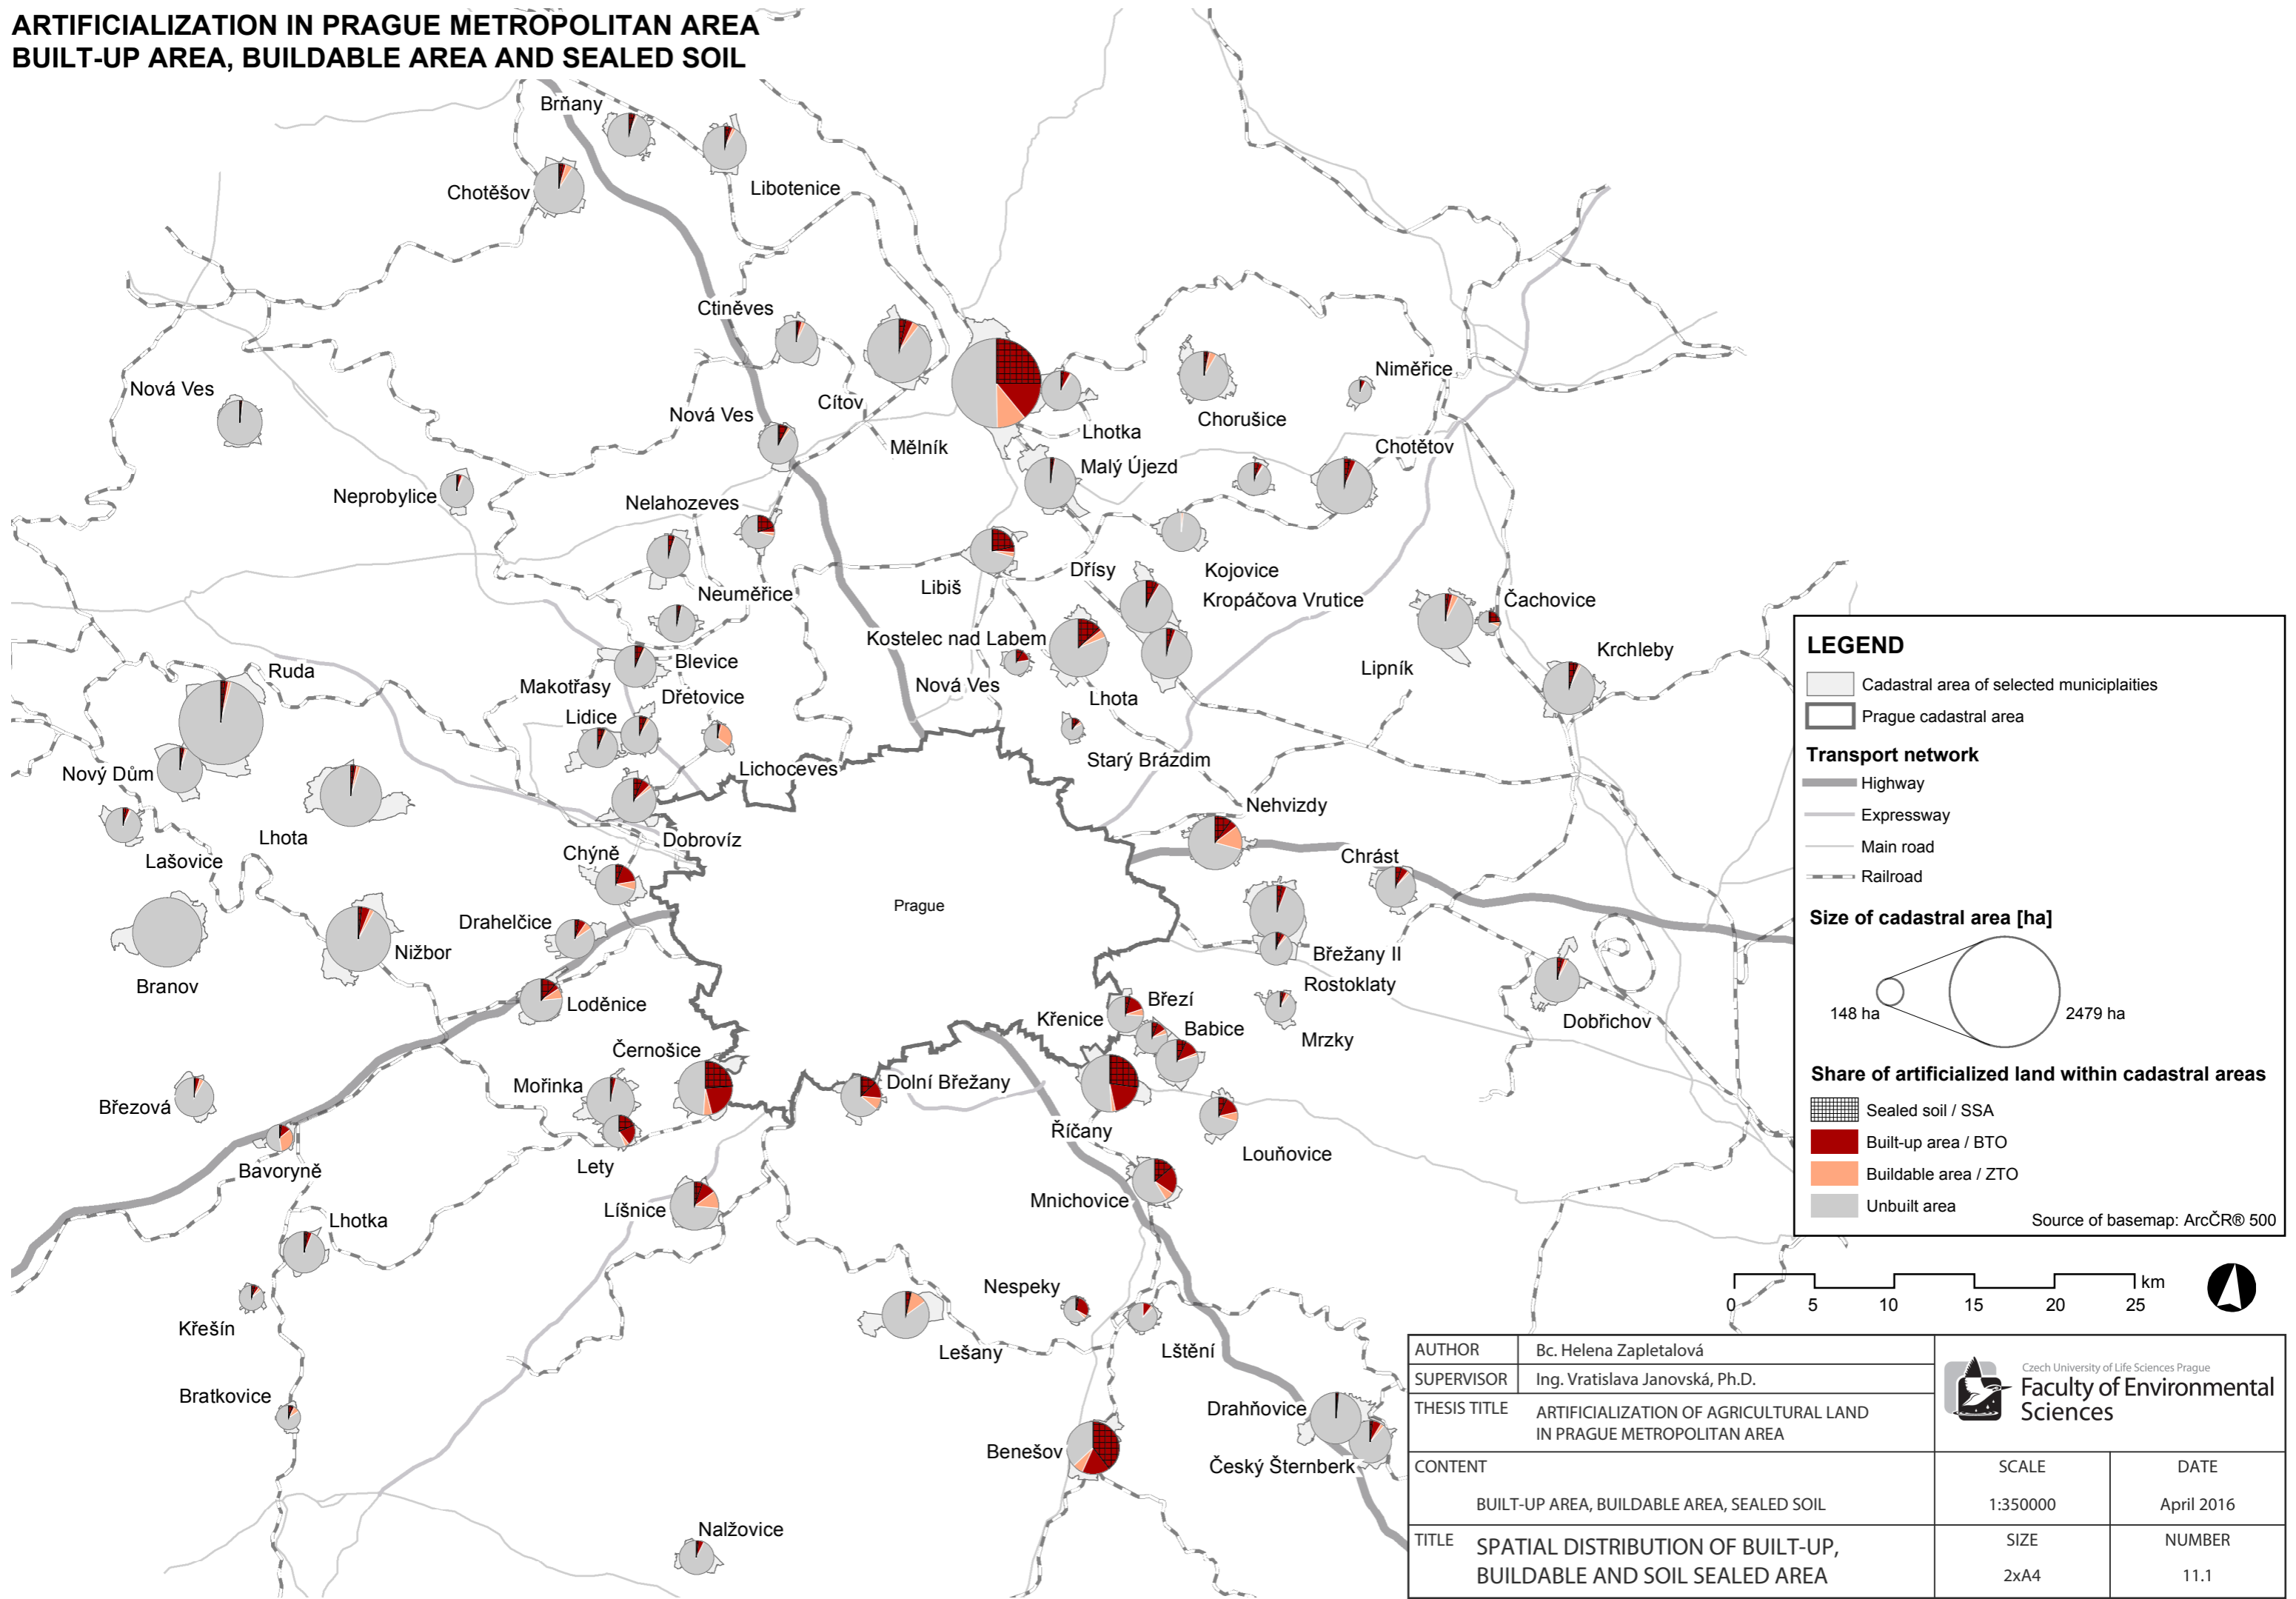 ARTIFICIALIZATION IN PRAGUE METROPOLITAN AREA
BUILT-UP AREA, BUILDABLE AREA AND SEALED SOIL
Brňany
Libotenice
Chotěšov
Ctiněves
Nová Ves
Cítov
Nová Ves
Mělník
Lhotka
Chorušice
Niměřice
Chotětov
Malý Újezd
Neprobylice
Nelahozeves
Neuměřice
Libiš
Dřísy
Kojovice
Kropáčova Vrutice
Čachovice
Krchleby
Lipník
Kostelec nad Labem
Nová Ves
Lhota
Starý Brázdim
Ruda
Blevice
Makotřasy
Dřetovice
Lidice
Lichoceves
Nový Dům
Lhota
Lašovice
Dobrovíz
Chýně
Nehvizdy
Chrást
Prague
Drahelčice
Nižbor
Branov
Břežany II
Rostoklaty
Loděnice
Březí
Křenice
Babice
Mrzky
Dobřichov
Černošice
Mořinka
Dolní Břežany
Březová
Říčany
Louňovice
Bavoryně
Lety
Líšnice
Mnichovice
Lhotka
Nespeky
Křešín
Lešany
Lštění
Bratkovice
Drahňovice
Benešov
Český Šternberk
Nalžovice
LEGEND
Cadastral area of selected municiplaities
Prague cadastral area
Transport network
Highway
Expressway
Main road
Railroad
Size of cadastral area [ha]
148 ha
2479 ha
Share of artificialized land within cadastral areas
Sealed soil / SSA
Built-up area / BTO
Buildable area / ZTO
Unbuilt area
Source of basemap: ArcČR® 500
km
0 5 10 15 20 25
AUTHOR Bc. Helena Zapletalová
SUPERVISOR Ing. Vratislava Janovská, Ph.D.
THESIS TITLE ARTIFICIALIZATION OF AGRICULTURAL LAND
IN PRAGUE METROPOLITAN AREA
Czech University of Life Sciences Prague
Faculty of Environmental
Sciences
CONTENT
BUILT-UP AREA, BUILDABLE AREA, SEALED SOIL
SCALE
1:350000
DATE
April 2016
TITLE SPATIAL DISTRIBUTION OF BUILT-UP,
BUILDABLE AND SOIL SEALED AREA
SIZE
2xA4
NUMBER
11.1